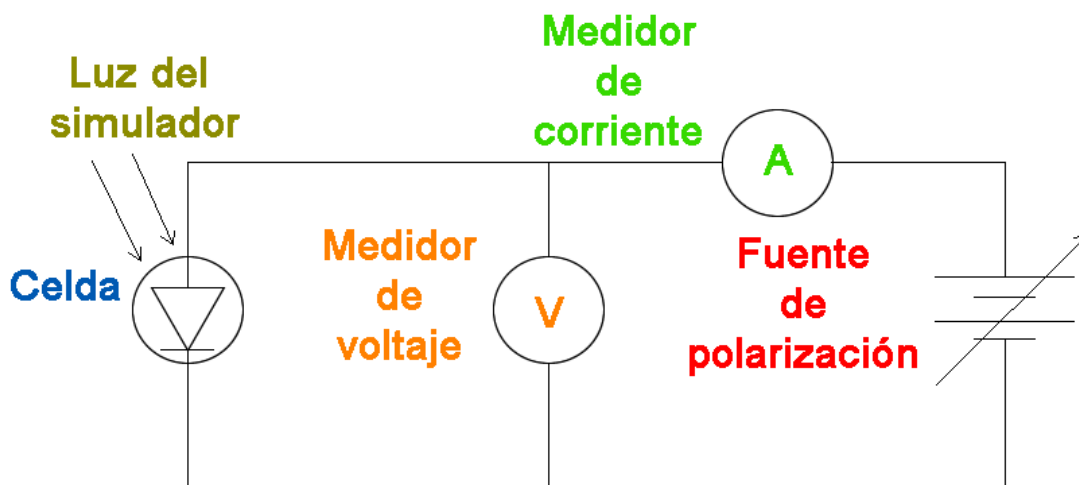 Luz del
simulador
Medidor
de
corriente
A
Celda
Medidor
de
voltaje
V
Fuente
de
polarización